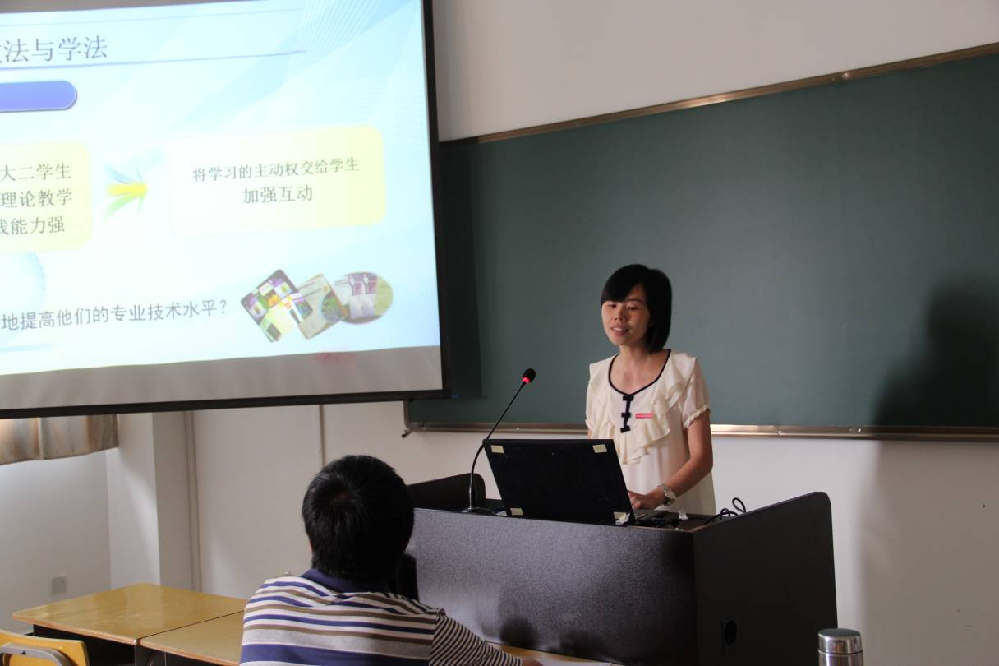 法与学法
大二学生
理论教学
能力强
将学习的主动权交给学生
加强互动
地提高他们的专业技术水平?